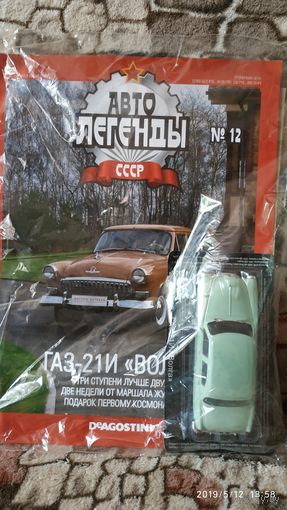 АВТО
ЛЕГЕНДЫ
СССР
№ 12
ГАЗ-21И «ВОЛ
ТРИ СТУПЕНИ ЛУЧШЕ ДВУ
ДВЕ НЕДЕЛИ ОТ МАРШАЛА ЖУ
ПОДАРОК ПЕРВОМУ КОСМОНА
DEAGOSTINI
2019/5/12 13:58